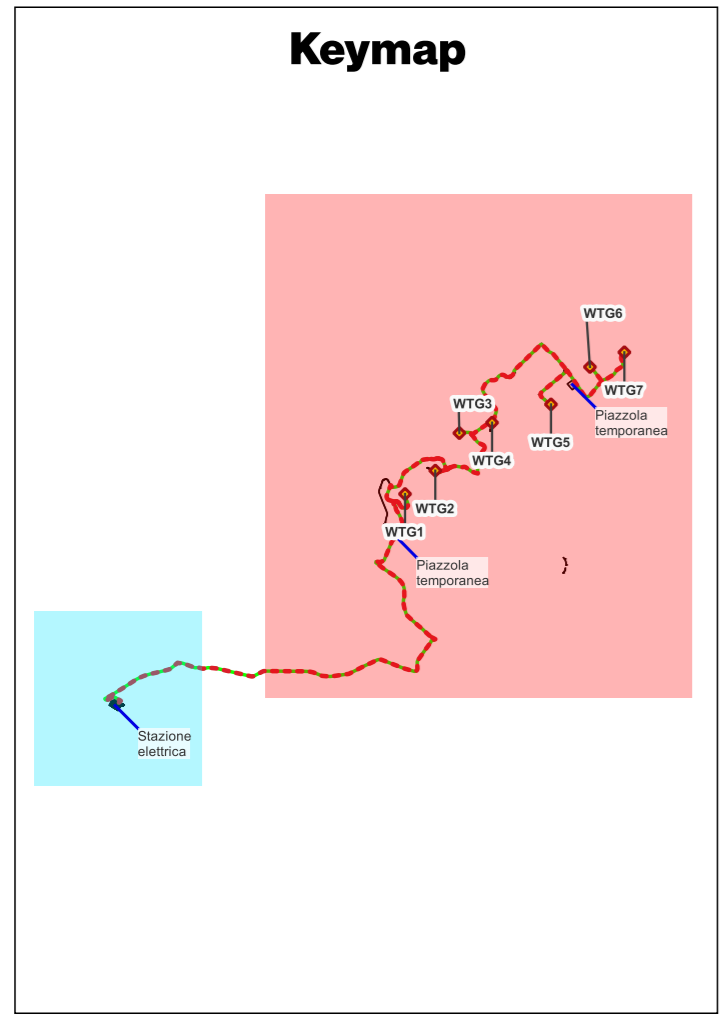 Keymap
WTG6
WTG7
WTG3
Piazzola
temporanea
WTG5
WTG4
WTG2
WTG1
Piazzola
temporanea
Stazione
elettrica